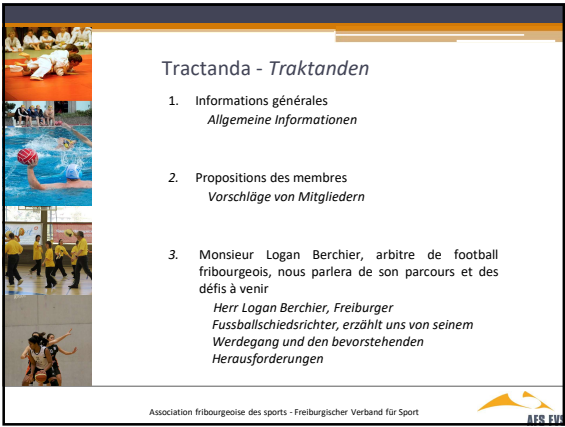 Tractanda - Traktanden
1. Informations générales
Allgemeine Informationen
2. Propositions des membres
Vorschläge von Mitgliedern
3. Monsieur Logan Berchier, arbitre de football
fribourgeois, nous parlera de son parcours et des
défis à venir
Herr Logan Berchier, Freiburger
Fussballschiedsrichter, erzählt uns von seinem
Werdegang und den bevorstehenden
Herausforderungen
Association fribourgeoise des sports - Freiburgischer Verband für Sport
AFS FVS